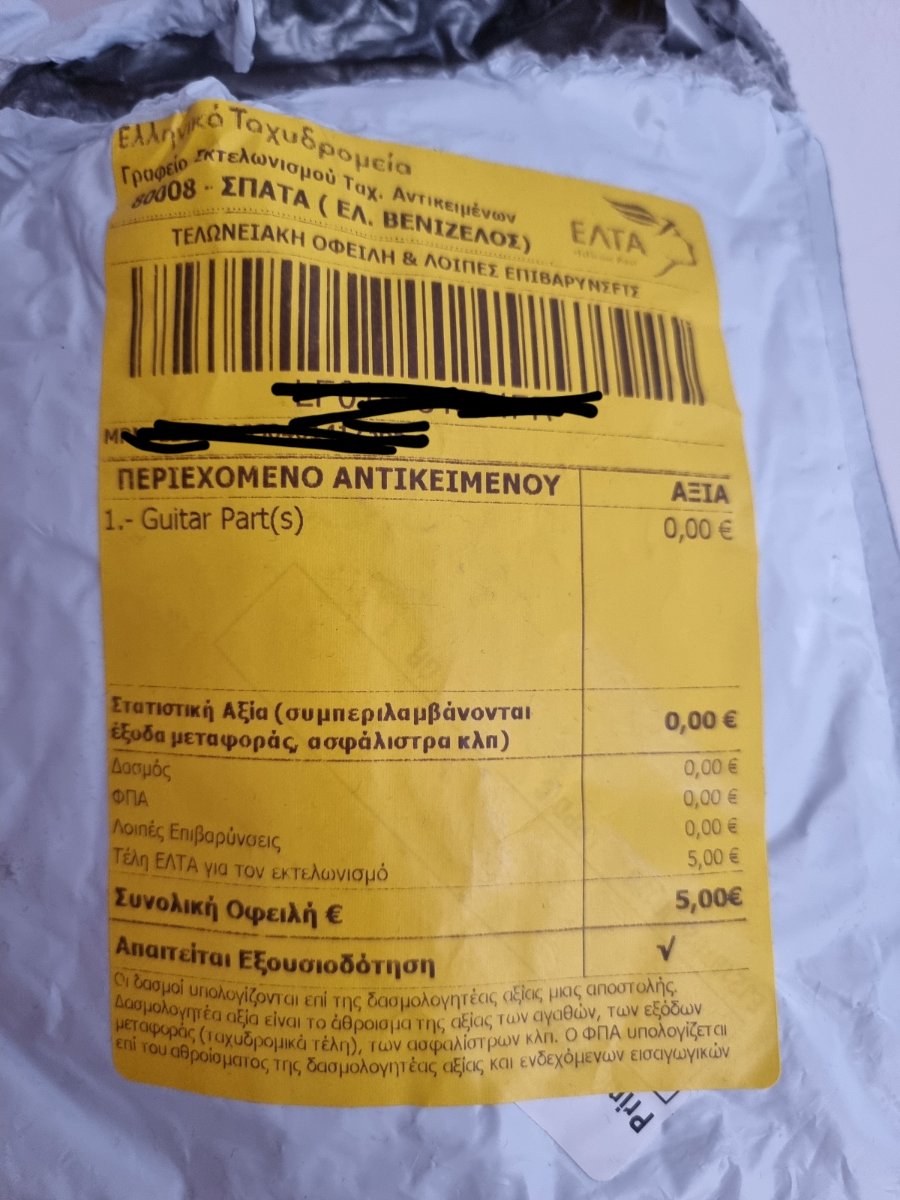 Ελληνικά Ταχυδρομεία
Γραφείο Εκτελωνισμού Ταχ. Αντικειμένων
80008 - ΣΠΑΤΑ ( ΕΛ. ΒΕΝΙΖΕΛΟΣ)
ΕΛΤΑ
ΤΕΛΩΝΕΙΑΚΗ ΟΦΕΙΛΗ & ΛΟΙΠΕΣ ΕΠΙΒΑΡΥΝΣΕΙΣ
ΠΕΡΙΕΧΟΜΕΝΟ ΑΝΤΙΚΕΙΜΕΝΟΥ ΑΞΙΑ
1.- Guitar Part(s) 0,00 €
Στατιστική Αξία (συμπεριλαμβάνονται
έξοδα μεταφοράς, ασφάλιστρα κλπ) 0,00 €
Δασμός 0,00 €
ΦΠΑ 0,00 €
Λοιπές Επιβαρύνσεις 0,00 €
Τέλη ΕΛΤΑ για τον εκτελωνισμό 5,00 €
Συνολική Οφειλή € 5,00€
Απαιτείται Εξουσιοδότηση √
Οι δασμοί υπολογίζονται επί της δασμολογητέας αξίας μιας αποστολής.
Δασμολογητέα αξία είναι το άθροισμα της αξίας των αγαθών, των εξόδων
μεταφοράς (ταχυδρομικά τέλη), των ασφαλίστρων κλπ. Ο ΦΠΑ υπολογίζεται
επί του αθροίσματος της δασμολογητέας αξίας και ενδεχόμενων εισαγωγικών